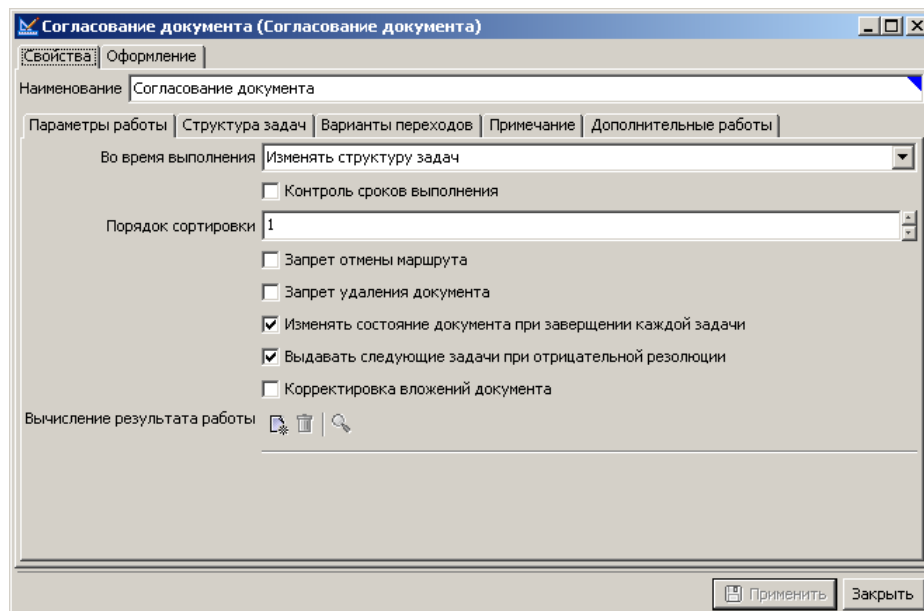 Согласование документа (Согласование документа)
Свойства Оформление
Наименование Согласование документа
Параметры работы Структура задач Варианты переходов Примечание Дополнительные работы
Во время выполнения Изменять структуру задач
Контроль сроков выполнения
Порядок сортировки 1
Запрет отмены маршрута
Запрет удаления документа
Изменять состояние документа при заверщении каждой задачи
Выдавать следующие задачи при отрицательной резолюции
Корректировка вложений документа
Вычисление результата работы
Применить Закрыть